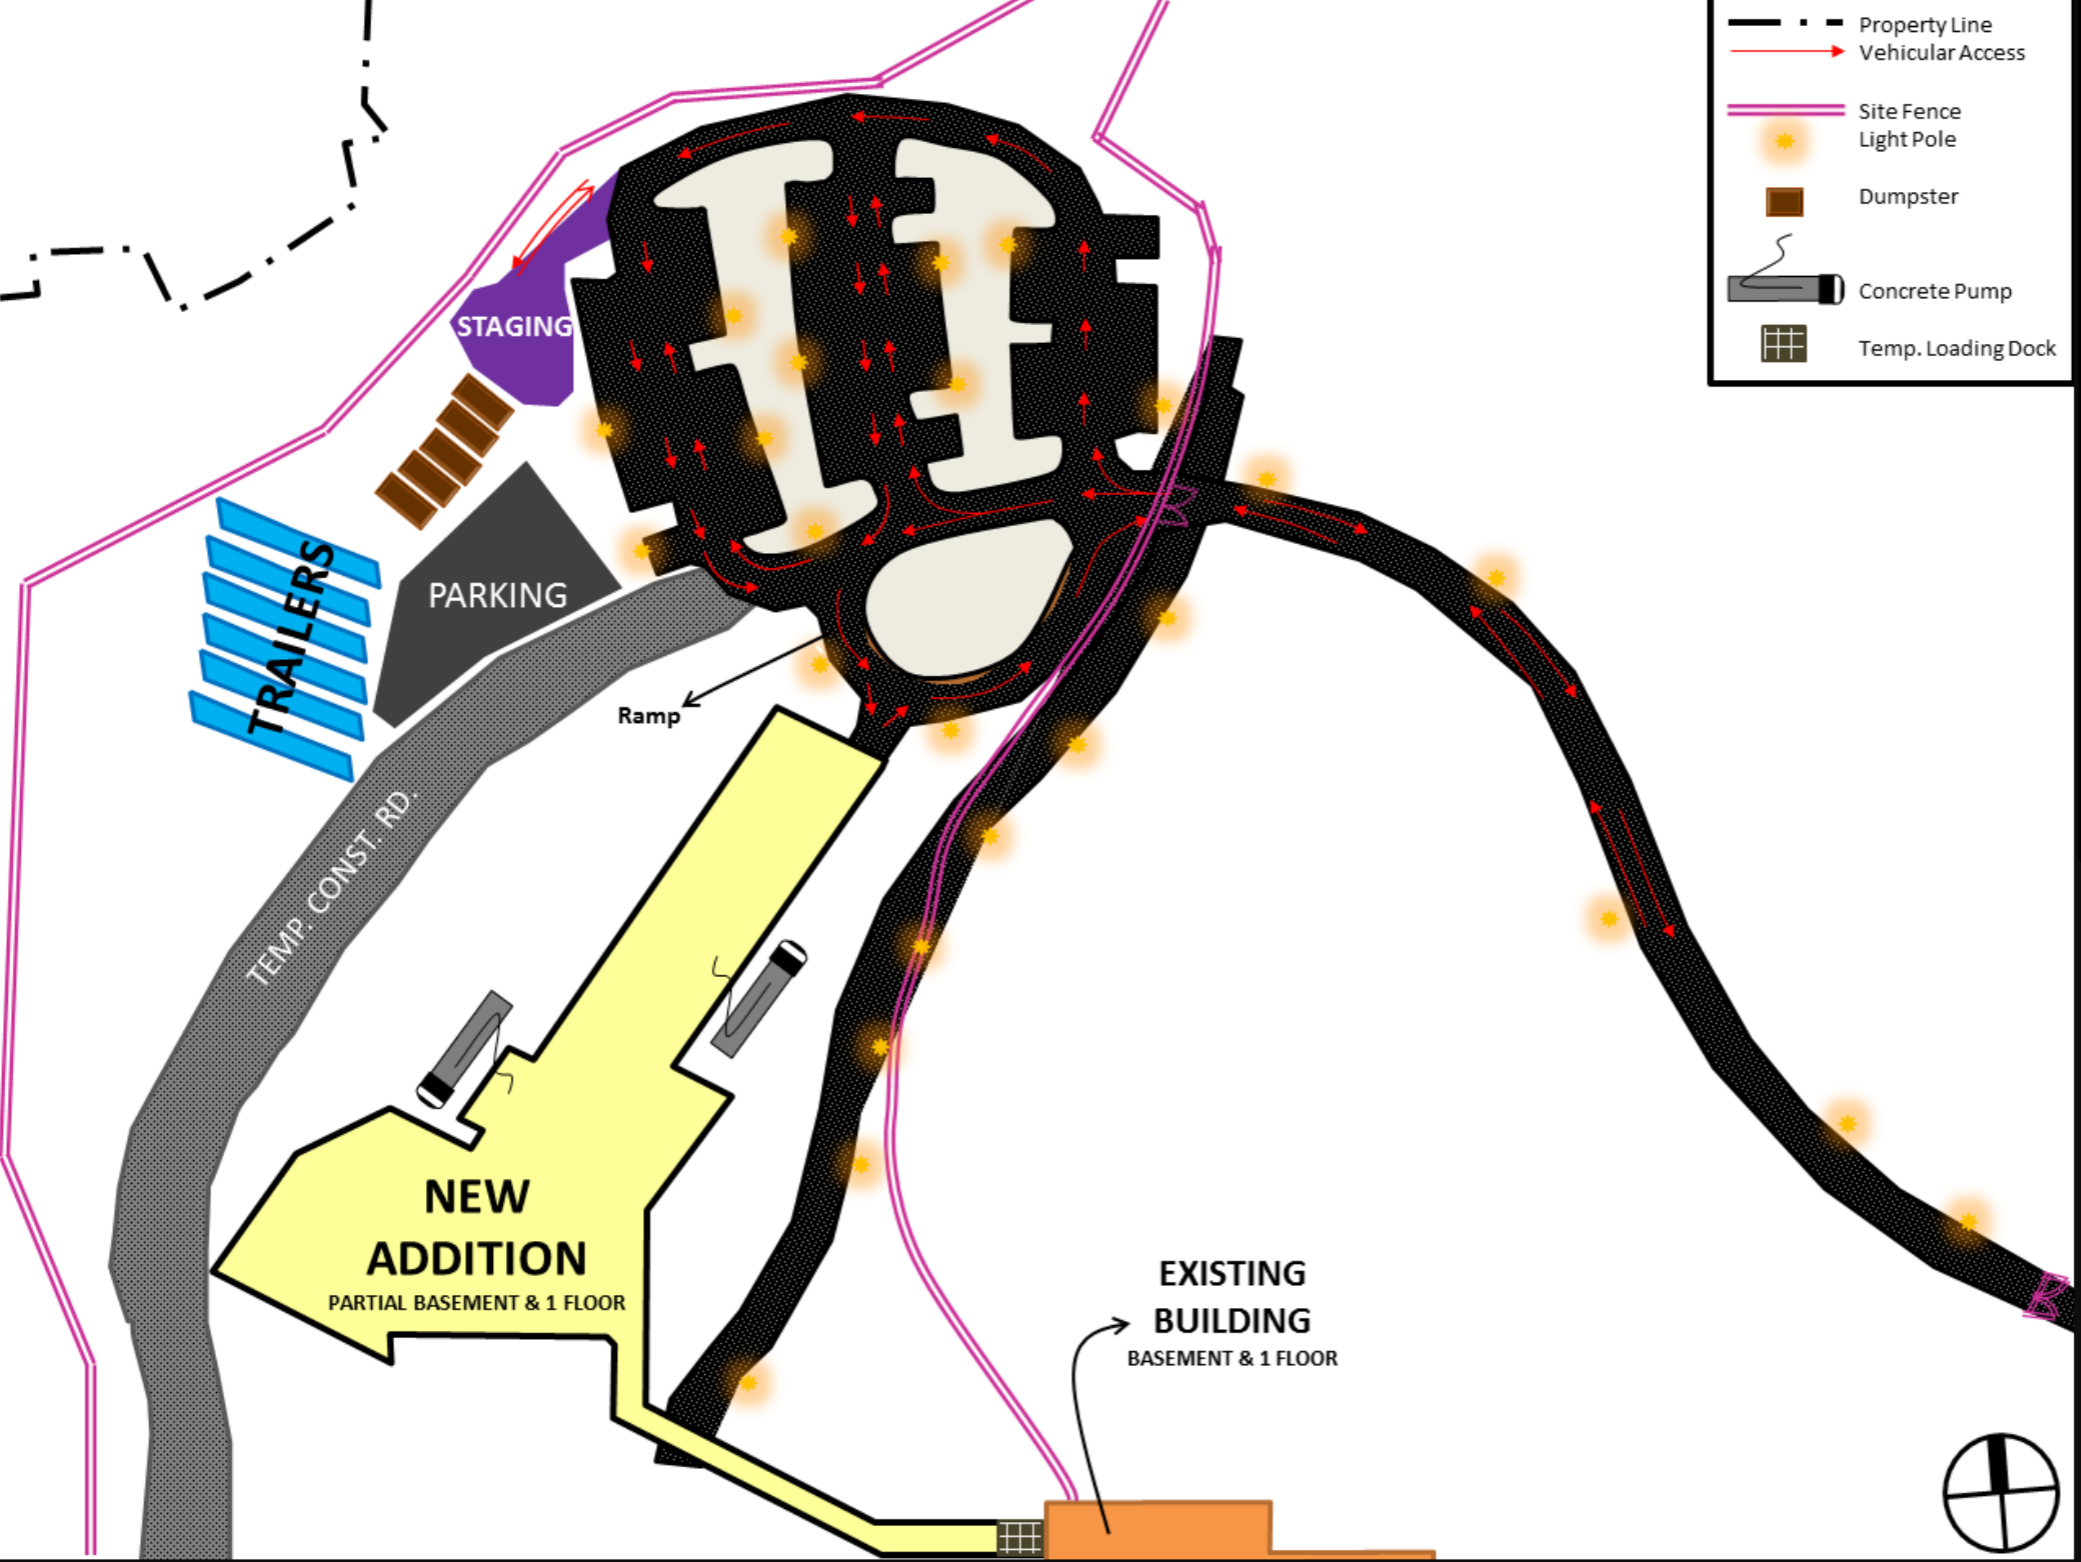 Property Line
Vehicular Access
Site Fence
Light Pole
Dumpster
Concrete Pump
Temp. Loading Dock
STAGING
PARKING
TRAILERS
Ramp
TEMP. CONST. RD.
NEW
ADDITION
PARTIAL BASEMENT & 1 FLOOR
EXISTING
BUILDING
BASEMENT & 1 FLOOR